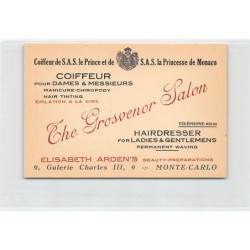 Coiffeur de S.A.S. le Prince et de S.A.S. la Princesse de Monaco
COIFFEUR
POUR DAMES & MESSIEURS
MANICURE-CHIROPODY
HAIR TINTING
ÉPILATION A LA CIRE
The Grosvenor Salon
TÉLÉPHONE
HAIRDRESSER
FOR LADIES & GENTLEMENS
PERMANENT WAVING
ELISABETH ARDEN'S BEAUTY-PREPARATIONS
9, Galerie Charles III, 9 MONTE-CARLO